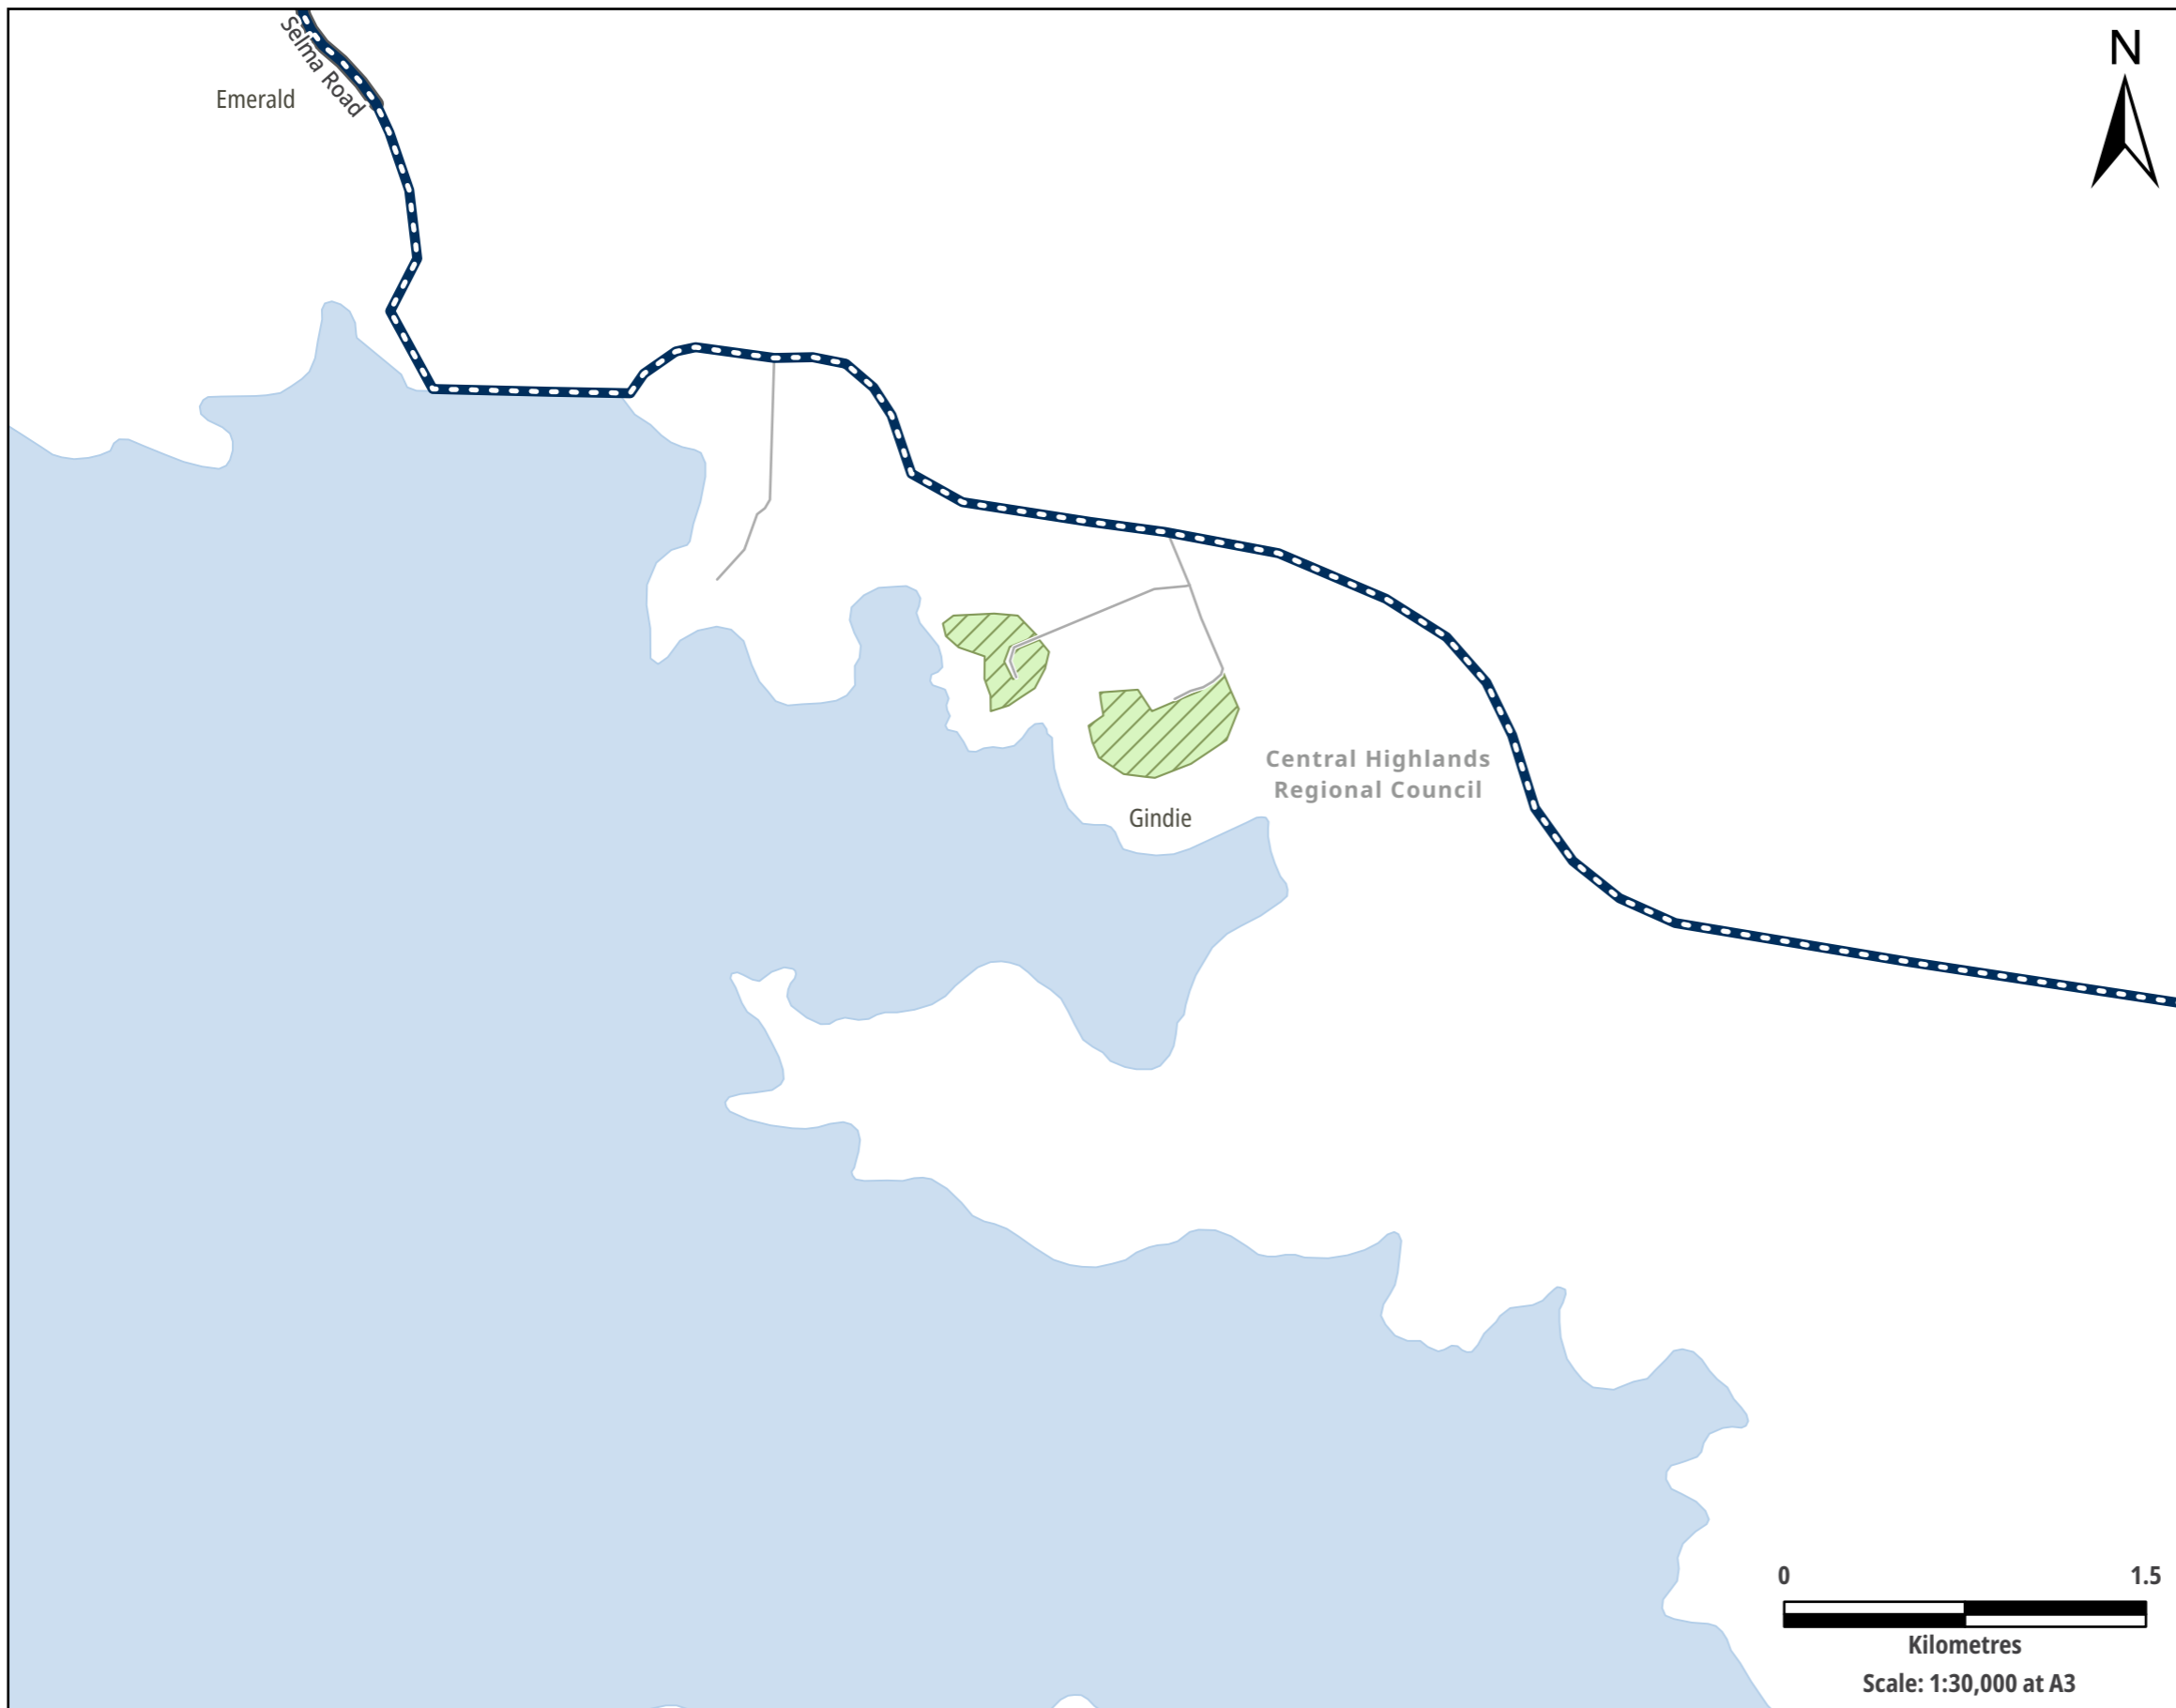 Selma Road
N
Emerald
Central Highlands
Regional Council
Gindie
0 1.5
Kilometres
Scale: 1:30,000 at A3